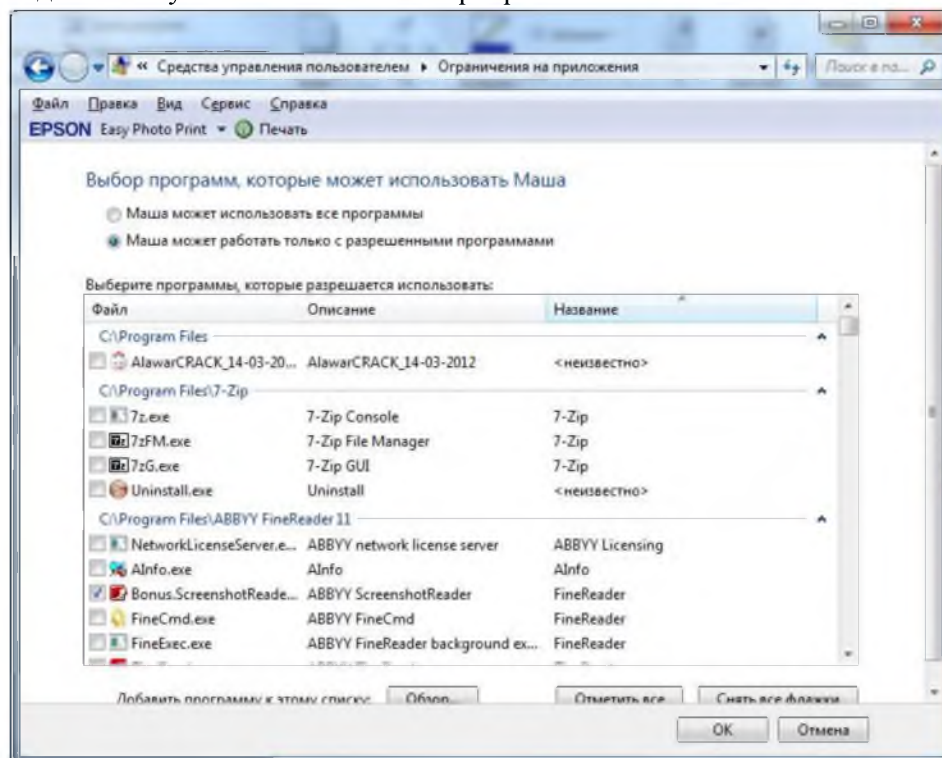 « Средства управления пользователем ▸ Ограничения на приложения
Файл Правка Вид Сервис Справка
EPSON Easy Photo Print Печать
Выбор программ, которые может использовать Маша
Маша может использовать все программы
Маша может работать только с разрешенными программами
Выберите программы, которые разрешается использовать:
Файл Описание Название
C:\Program Files
AlawarCRACK_14-03-20... AlawarCRACK_14-03-2012 <неизвестно>
C:\Program Files\7-Zip
7z.exe 7-Zip Console 7-Zip
7zFM.exe 7-Zip File Manager 7-Zip
7zG.exe 7-Zip GUI 7-Zip
Uninstall.exe Uninstall <неизвестно>
C:\Program Files\ABBYY FineReader 11
NetworkLicenseServer.e... ABBYY network license server ABBYY Licensing
AInfo.exe AInfo AInfo
Bonus.ScreenshotReade... ABBYY ScreenshotReader FineReader
FineCmd.exe ABBYY FineCmd FineReader
FineExec.exe ABBYY FineReader background ex... FineReader
Добавить программу к этому списку: Обзор... Отметить все Снять все флажки
OK Отмена